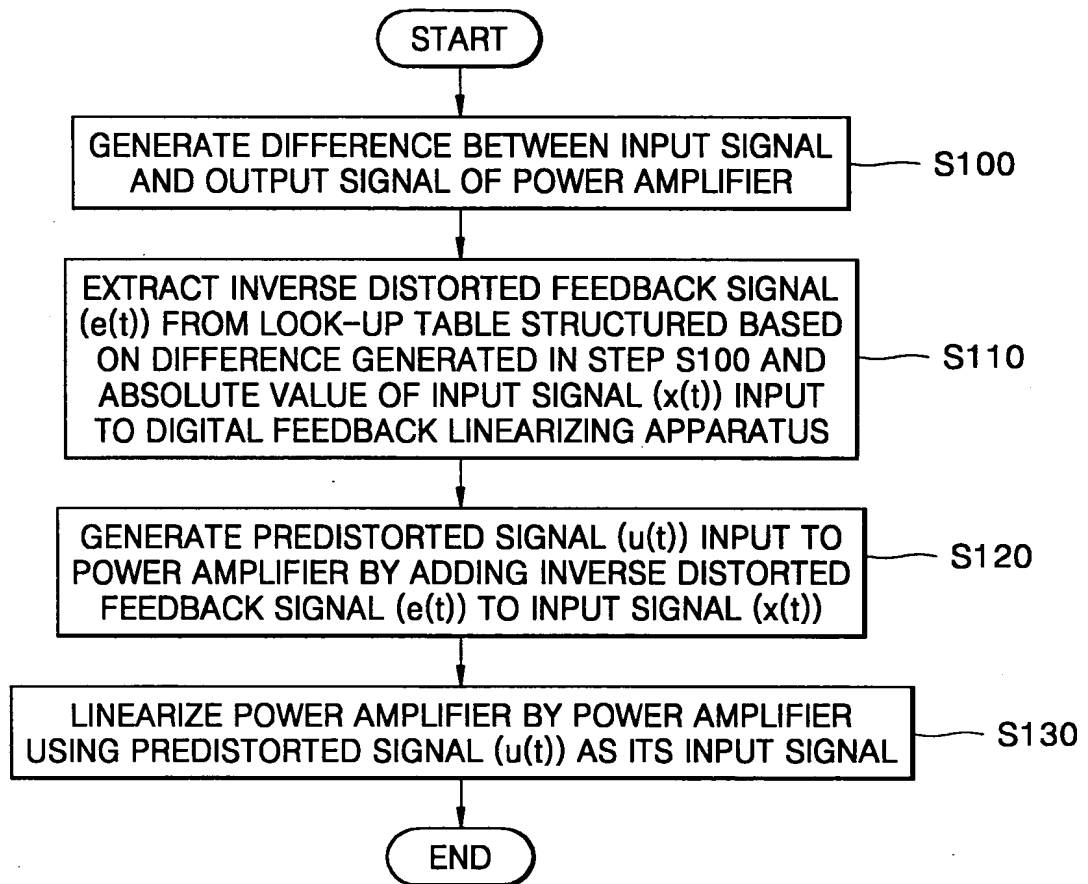 START
GENERATE DIFFERENCE BETWEEN INPUT SIGNAL
AND OUTPUT SIGNAL OF POWER AMPLIFIER
S100
EXTRACT INVERSE DISTORTED FEEDBACK SIGNAL
(e(t)) FROM LOOK-UP TABLE STRUCTURED BASED
ON DIFFERENCE GENERATED IN STEP S100 AND
ABSOLUTE VALUE OF INPUT SIGNAL (x(t)) INPUT
TO DIGITAL FEEDBACK LINEARIZING APPARATUS
S110
GENERATE PREDISTORTED SIGNAL (u(t)) INPUT TO
POWER AMPLIFIER BY ADDING INVERSE DISTORTED
FEEDBACK SIGNAL (e(t)) TO INPUT SIGNAL (x(t))
S120
LINEARIZE POWER AMPLIFIER BY POWER AMPLIFIER
USING PREDISTORTED SIGNAL (u(t)) AS ITS INPUT SIGNAL
S130
END